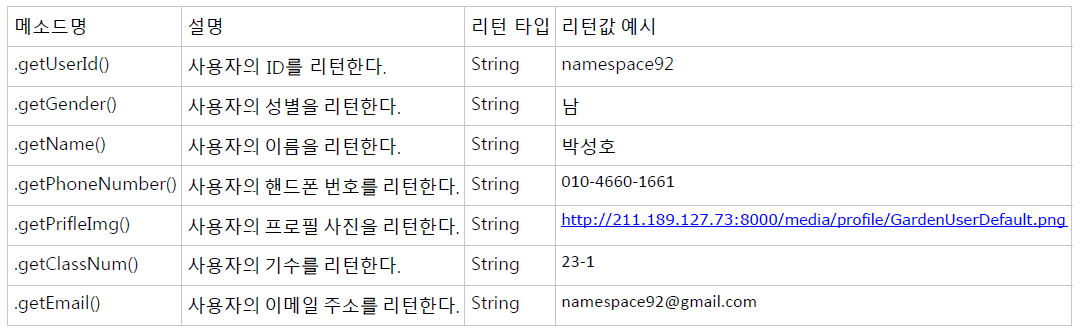 메소드명 설명 리턴 타입 리턴값 예시
.getUserId() 사용자의 ID를 리턴한다. String namespace92
.getGender() 사용자의 성별을 리턴한다. String 남
.getName() 사용자의 이름을 리턴한다. String 박성호
.getPhoneNumber() 사용자의 핸드폰 번호를 리턴한다. String 010-4660-1661
.getPrifleImg() 사용자의 프로필 사진을 리턴한다. String http://211.189.127.73:8000/media/profile/GardenUserDefault.png
.getClassNum() 사용자의 기수를 리턴한다. String 23-1
.getEmail() 사용자의 이메일 주소를 리턴한다. String namespace92@gmail.com